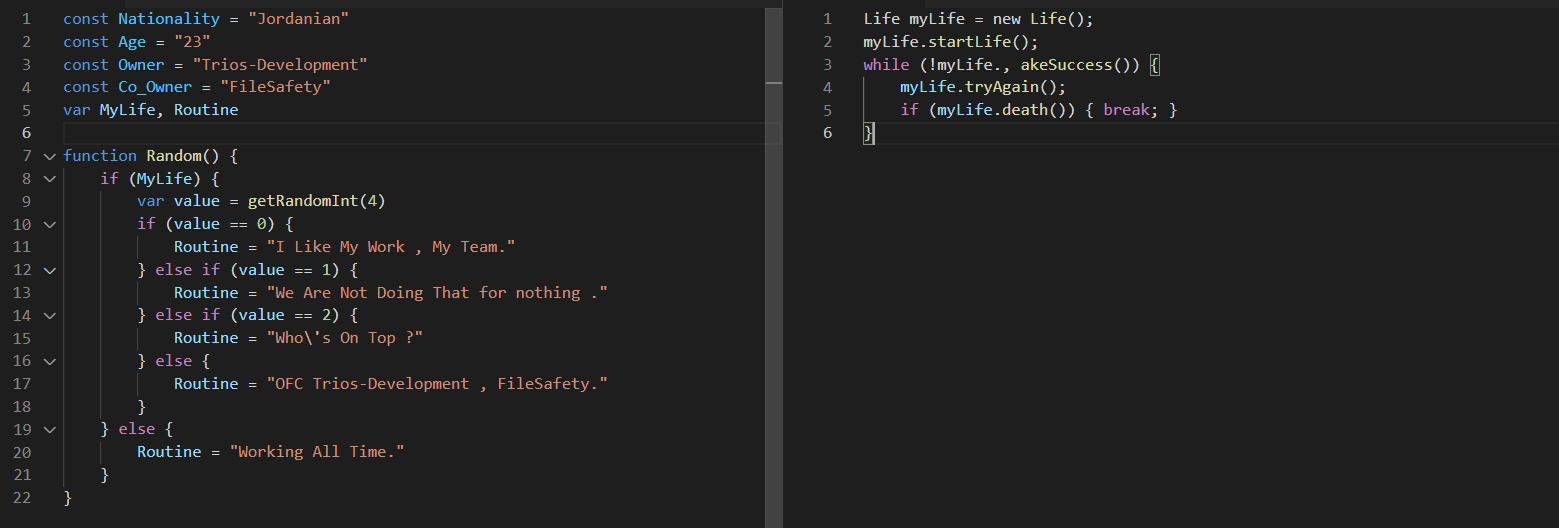 1 const Nationality = "Jordanian"
2 const Age = "23"
3 const Owner = "Trios-Development"
4 const Co_Owner = "FileSafety"
5 var MyLife, Routine
6
7 function Random() {
8 if (MyLife) {
9 var value = getRandomInt(4)
10 if (value == 0) {
11 Routine = "I Like My Work , My Team."
12 } else if (value == 1) {
13 Routine = "We Are Not Doing That for nothing ."
14 } else if (value == 2) {
15 Routine = "Who\'s On Top ?"
16 } else {
17 Routine = "OFC Trios-Development , FileSafety."
18 }
19 } else {
20 Routine = "Working All Time."
21 }
22 }
1 Life myLife = new Life();
2 myLife.startLife();
3 while (!myLife., akeSuccess()) {
4 myLife.tryAgain();
5 if (myLife.death()) { break; }
6 }